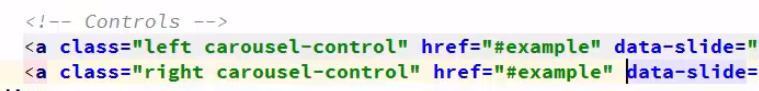 <!-- Controls -->
<a class="left carousel-control" href="#example" data-slide="
<a class="right carousel-control" href="#example" data-slide=